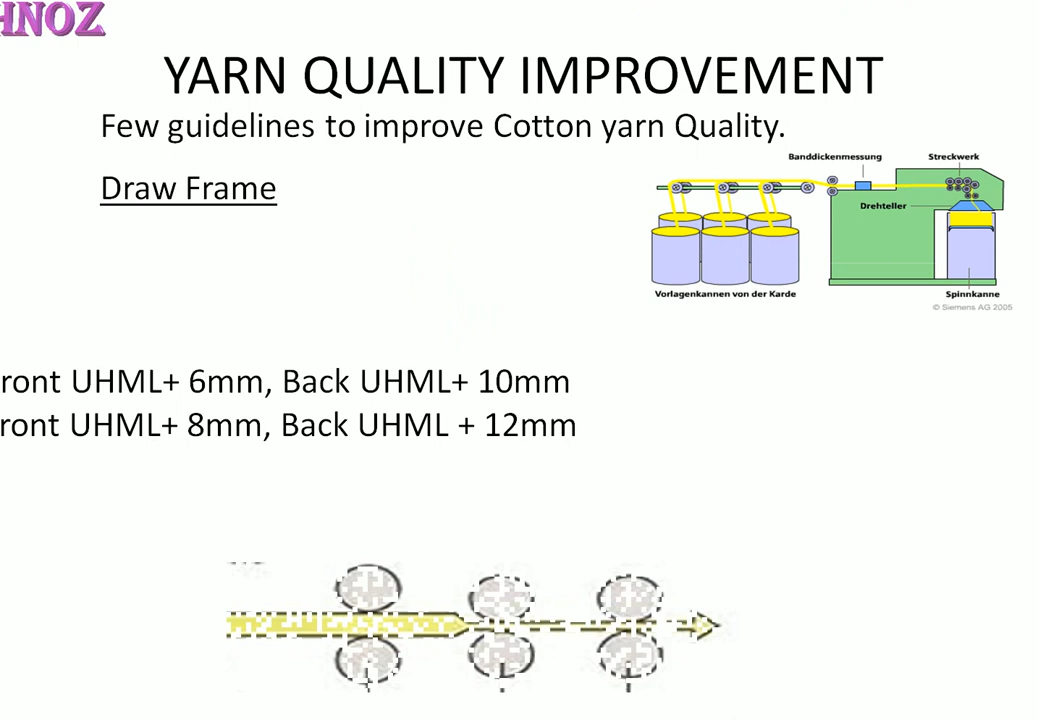 HNOZ
YARN QUALITY IMPROVEMENT
Few guidelines to improve Cotton yarn Quality.
Draw Frame
Banddickenmessung
Streckwerk
Drehteller
Vorlagenkannen von der Karde
Spinnkanne
© Siemens AG 2005
ront UHML+ 6mm, Back UHML+ 10mm
ront UHML+ 8mm, Back UHML + 12mm